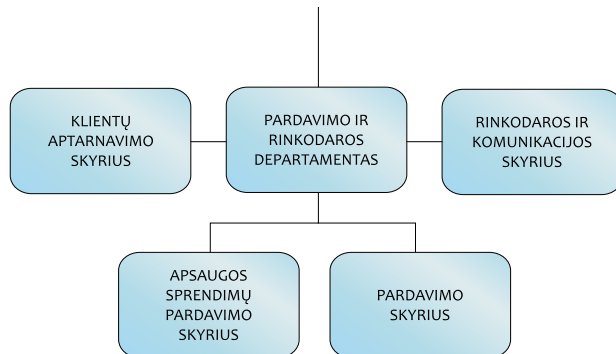 KLIENTŲ
APTARNAVIMO
SKYRIUS
PARDAVIMO IR
RINKODAROS
DEPARTAMENTAS
RINKODAROS IR
KOMUNIKACIJOS
SKYRIUS
APSAUGOS
SPRENDIMŲ
PARDAVIMO
SKYRIUS
PARDAVIMO
SKYRIUS